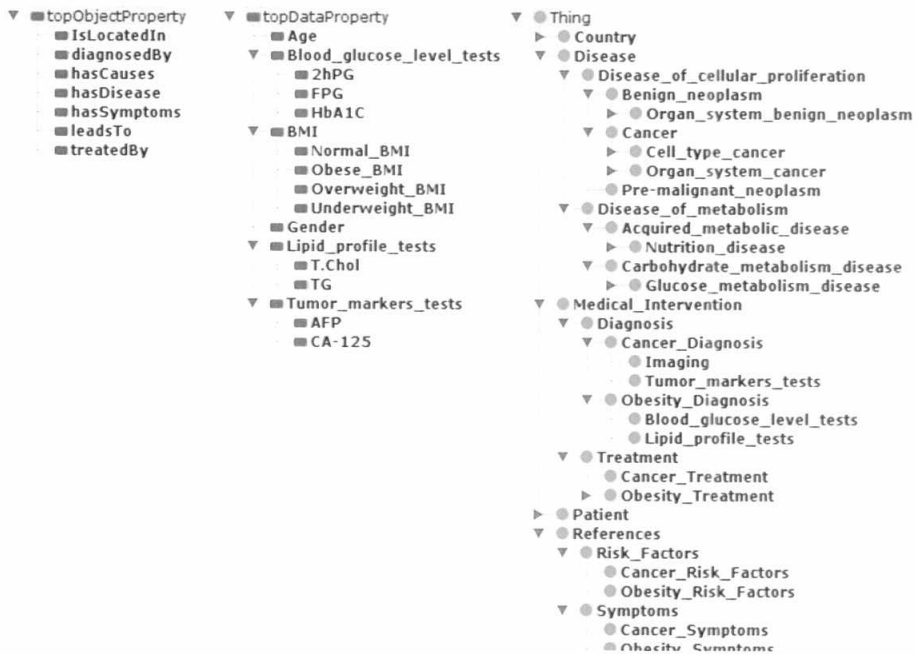 topObjectProperty
IsLocatedIn
diagnosedBy
hasCauses
hasDisease
hasSymptoms
leadsTo
treatedBy
topDataProperty
Age
Blood_glucose_level_tests
2hPG
FPG
HbA1C
BMI
Normal_BMI
Obese_BMI
Overweight_BMI
Underweight_BMI
Gender
Lipid_profile_tests
T.Chol
TG
Tumor_markers_tests
AFP
CA-125
Thing
Country
Disease
Disease_of_cellular_proliferation
Benign_neoplasm
Organ_system_benign_neoplasm
Cancer
Cell_type_cancer
Organ_system_cancer
Pre-malignant_neoplasm
Disease_of_metabolism
Acquired_metabolic_disease
Nutrition_disease
Carbohydrate_metabolism_disease
Glucose_metabolism_disease
Medical_Intervention
Diagnosis
Cancer_Diagnosis
Imaging
Tumor_markers_tests
Obesity_Diagnosis
Blood_glucose_level_tests
Lipid_profile_tests
Treatment
Cancer_Treatment
Obesity_Treatment
Patient
References
Risk_Factors
Cancer_Risk_Factors
Obesity_Risk_Factors
Symptoms
Cancer_Symptoms
Obesity_Symptoms